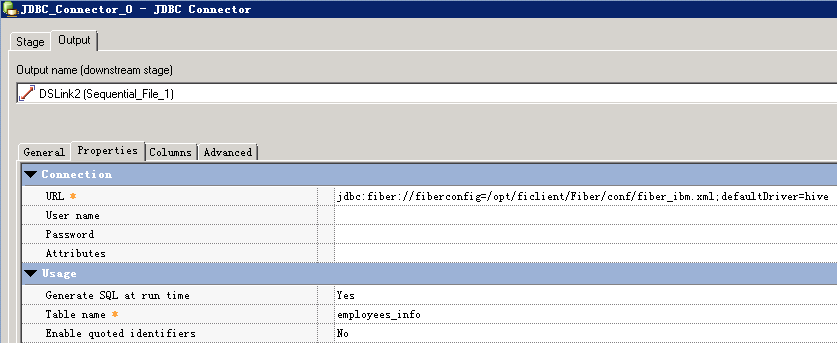 JDBC_Connector_0 - JDBC Connector
Stage Output
Output name (downstream stage)
DSLink2 (Sequential_File_1)
General Properties Columns Advanced
Connection
URL * jdbc:fiber://fiberconfig=/opt/ficlient/Fiber/conf/fiber_ibm.xml;defaultDriver=hive
User name
Password
Attributes
Usage
Generate SQL at run time Yes
Table name * employees_info
Enable quoted identifiers No